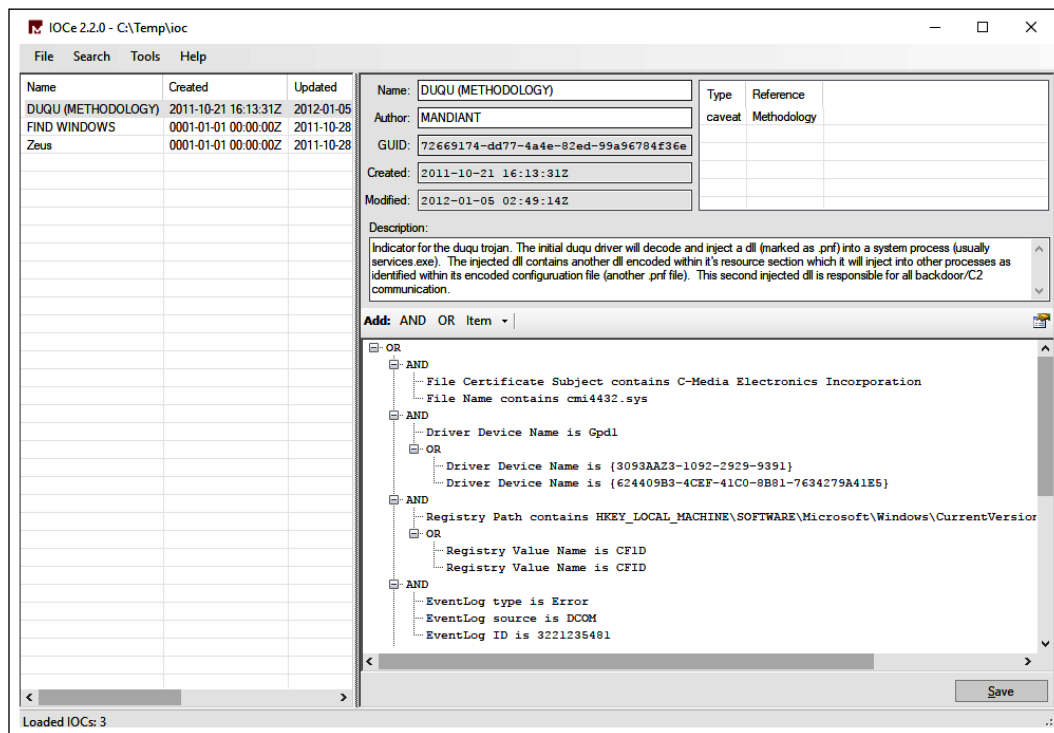 IOCe 2.2.0 - C:\Temp\ioc
File Search Tools Help
Name Created Updated
DUQU (METHODOLOGY) 2011-10-21 16:13:31Z 2012-01-05
FIND WINDOWS 0001-01-01 00:00:00Z 2011-10-28
Zeus 0001-01-01 00:00:00Z 2011-10-28
Name: DUQU (METHODOLOGY)
Author: MANDIANT
GUID: 72669174-dd77-4a4e-82ed-99a96784f36e
Created: 2011-10-21 16:13:31Z
Modified: 2012-01-05 02:49:14Z
Type Reference
caveat Methodology
Description:
Indicator for the duqu trojan. The initial duqu driver will decode and inject a dll (marked as .pnf) into a system process (usually
services.exe). The injected dll contains another dll encoded within it's resource section which it will inject into other processes as
identified within its encoded configuruation file (another .pnf file). This second injected dll is responsible for all backdoor/C2
communication.
Add: AND OR Item
OR
AND
File Certificate Subject contains C-Media Electronics Incorporation
File Name contains cmi4432.sys
AND
Driver Device Name is Gpd1
OR
Driver Device Name is {3093AAZ3-1092-2929-9391}
Driver Device Name is {624409B3-4CEF-41C0-8B81-7634279A41E5}
AND
Registry Path contains HKEY_LOCAL_MACHINE\SOFTWARE\Microsoft\Windows\CurrentVersion
OR
Registry Value Name is CF1D
Registry Value Name is CFID
AND
EventLog type is Error
EventLog source is DCOM
EventLog ID is 3221235481
Save
Loaded IOCs: 3